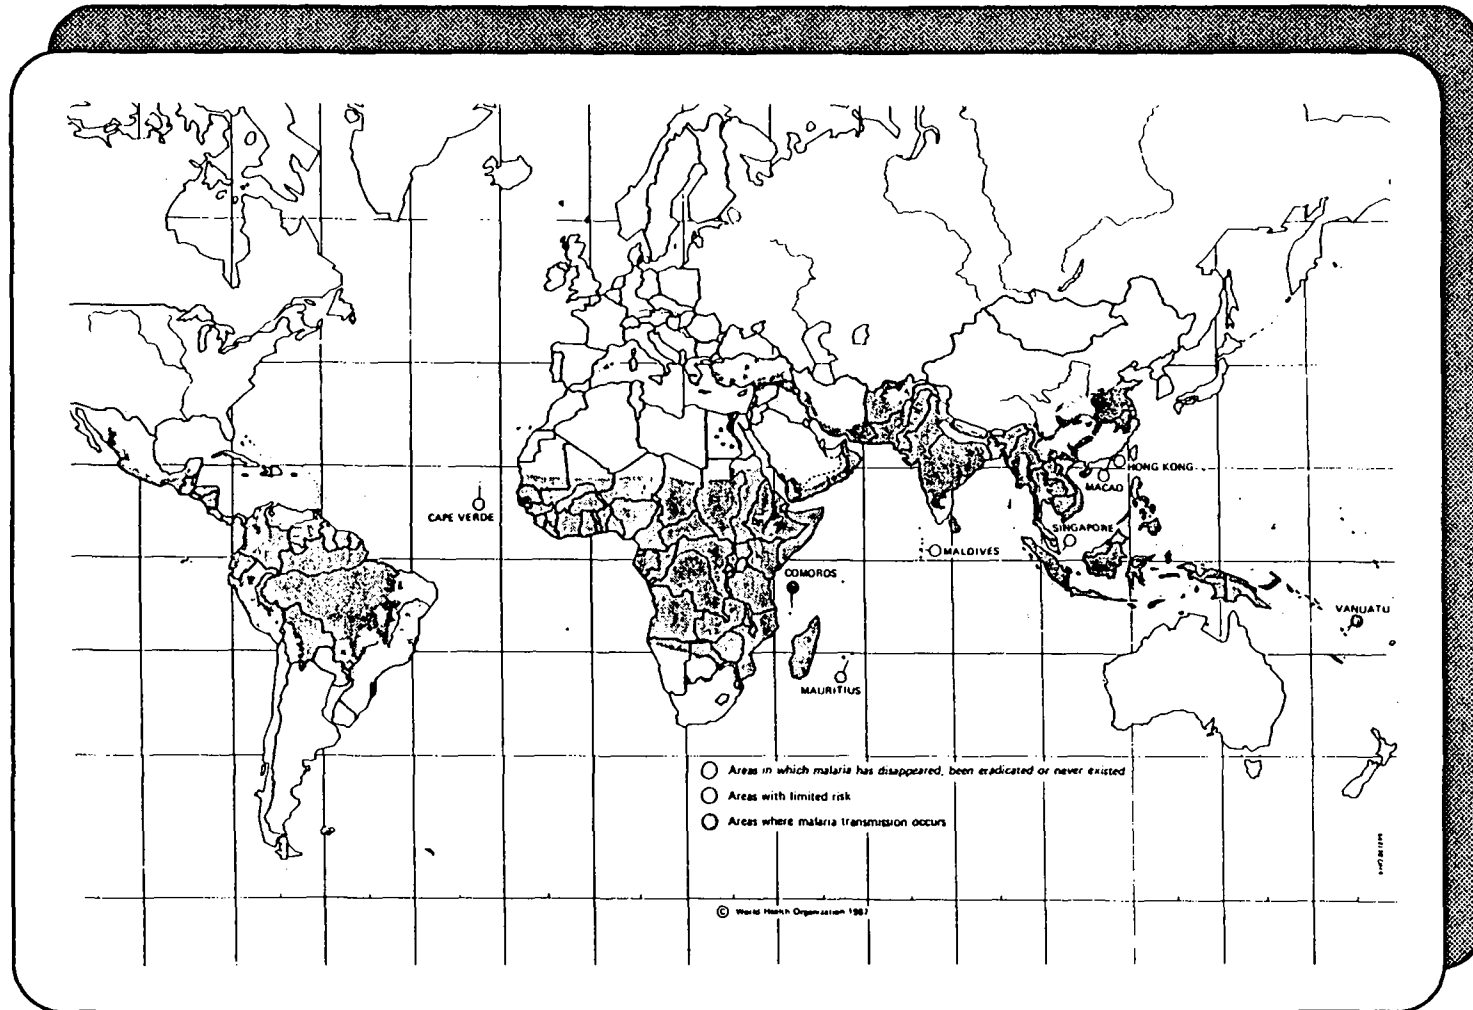 HONG KONG
MACAO
CAPE VERDE
SINGAPORE
MALDIVES
COMOROS
VANUATU
MAURITIUS
Areas in which malaria has disappeared, been eradicated or never existed
Areas with limited risk
Areas where malaria transmission occurs
© World Health Organization